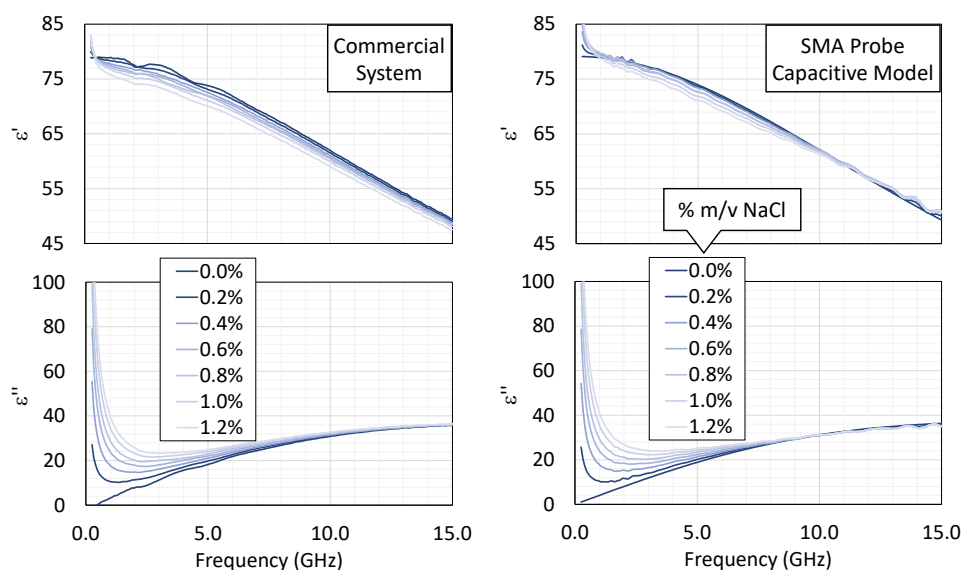 85
75
65
55
45
ε'
Commercial
System
85
75
65
55
45
ε'
SMA Probe
Capacitive Model
% m/v NaCl
100
80
60
40
20
0
ε"
0.0%
0.2%
0.4%
0.6%
0.8%
1.0%
1.2%
0.0 5.0 10.0 15.0
Frequency (GHz)
100
80
60
40
20
0
ε"
0.0%
0.2%
0.4%
0.6%
0.8%
1.0%
1.2%
0.0 5.0 10.0 15.0
Frequency (GHz)